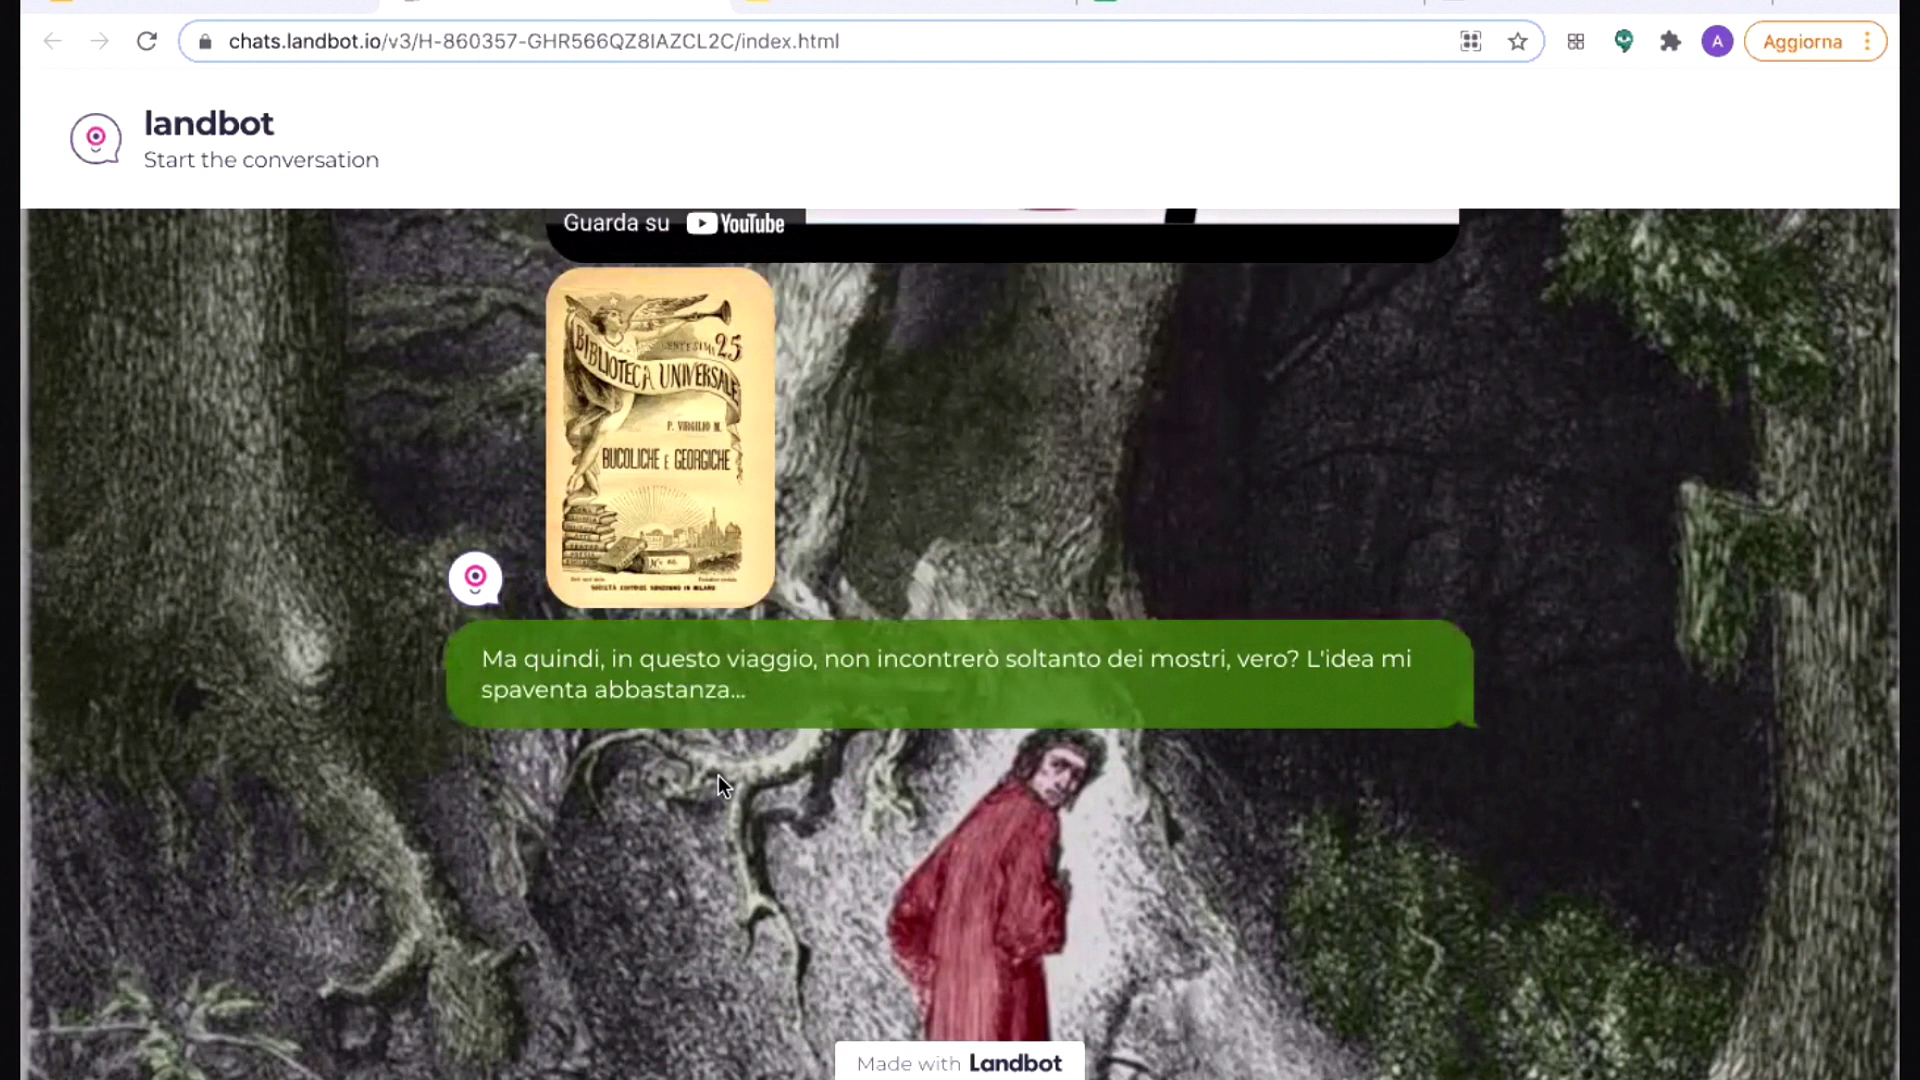 chats.landbot.io/v3/H-860357-GHR566QZ8IAZCL2C/index.html
A
Aggiorna
landbot
Start the conversation
Guarda su YouTube
25
BIBLIOTECA UNIVERSALE
P. VIRGILIO M.
BUCOLICHE E GEORGICHE
Ma quindi, in questo viaggio, non incontrerò soltanto dei mostri, vero? L'idea mi
spaventa abbastanza...
Made with Landbot